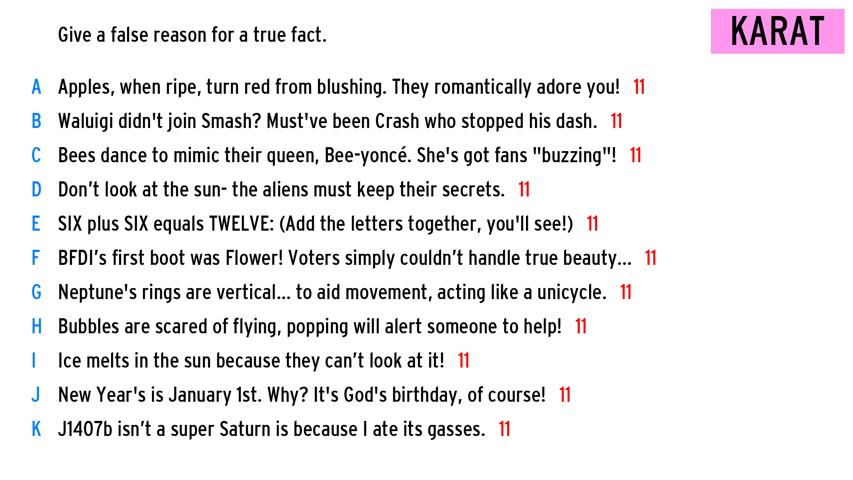 Give a false reason for a true fact.
KARAT
A Apples, when ripe, turn red from blushing. They romantically adore you! 11
B Waluigi didn't join Smash? Must've been Crash who stopped his dash. 11
C Bees dance to mimic their queen, Bee-yoncé. She's got fans "buzzing"! 11
D Don’t look at the sun- the aliens must keep their secrets. 11
E SIX plus SIX equals TWELVE: (Add the letters together, you'll see!) 11
F BFDI’s first boot was Flower! Voters simply couldn’t handle true beauty... 11
G Neptune's rings are vertical... to aid movement, acting like a unicycle. 11
H Bubbles are scared of flying, popping will alert someone to help! 11
I Ice melts in the sun because they can’t look at it! 11
J New Year's is January 1st. Why? It's God's birthday, of course! 11
K J1407b isn’t a super Saturn is because I ate its gasses. 11